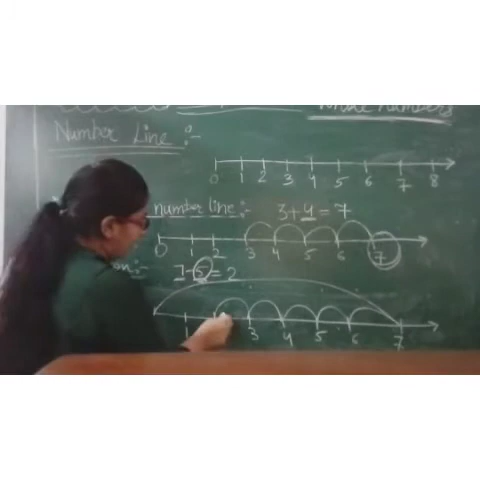 Whole numbers
Number Line :-
0 1 2 3 4 5 6 7 8
number line:- 3+4=7
0 1 2 3 4 5 6 7
on:- 7-5=2
1 3 4 5 6 7